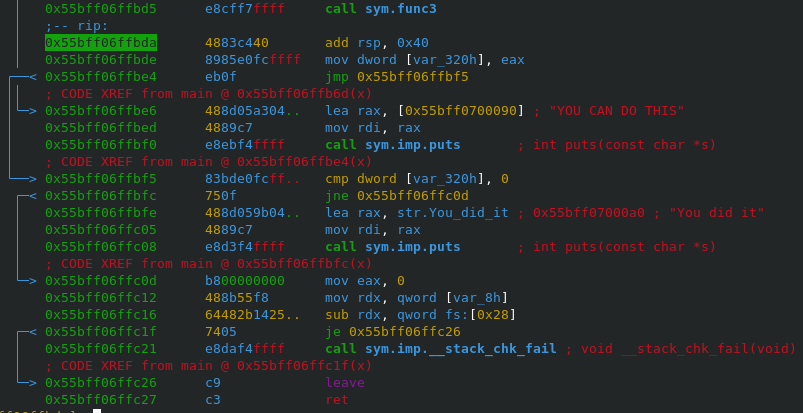 0x55bff06ffbd5 e8cff7ffff call sym.func3
;-- rip:
0x55bff06ffbda 4883c440 add rsp, 0x40
0x55bff06ffbde 8985e0fcffff mov dword [var_320h], eax
0x55bff06ffbe4 eb0f jmp 0x55bff06ffbf5
; CODE XREF from main @ 0x55bff06ffb6d(x)
0x55bff06ffbe6 488d05a304.. lea rax, [0x55bff0700090] ; "YOU CAN DO THIS"
0x55bff06ffbed 4889c7 mov rdi, rax
0x55bff06ffbf0 e8ebf4ffff call sym.imp.puts ; int puts(const char *s)
; CODE XREF from main @ 0x55bff06ffbe4(x)
0x55bff06ffbf5 83bde0fcff.. cmp dword [var_320h], 0
0x55bff06ffbfc 750f jne 0x55bff06ffc0d
0x55bff06ffbfe 488d059b04.. lea rax, str.You_did_it ; 0x55bff07000a0 ; "You did it"
0x55bff06ffc05 4889c7 mov rdi, rax
0x55bff06ffc08 e8d3f4ffff call sym.imp.puts ; int puts(const char *s)
; CODE XREF from main @ 0x55bff06ffbfc(x)
0x55bff06ffc0d b800000000 mov eax, 0
0x55bff06ffc12 488b55f8 mov rdx, qword [var_8h]
0x55bff06ffc16 64482b1425.. sub rdx, qword fs:[0x28]
0x55bff06ffc1f 7405 je 0x55bff06ffc26
0x55bff06ffc21 e8daf4ffff call sym.imp.__stack_chk_fail ; void __stack_chk_fail(void)
; CODE XREF from main @ 0x55bff06ffc1f(x)
0x55bff06ffc26 c9 leave
0x55bff06ffc27 c3 ret